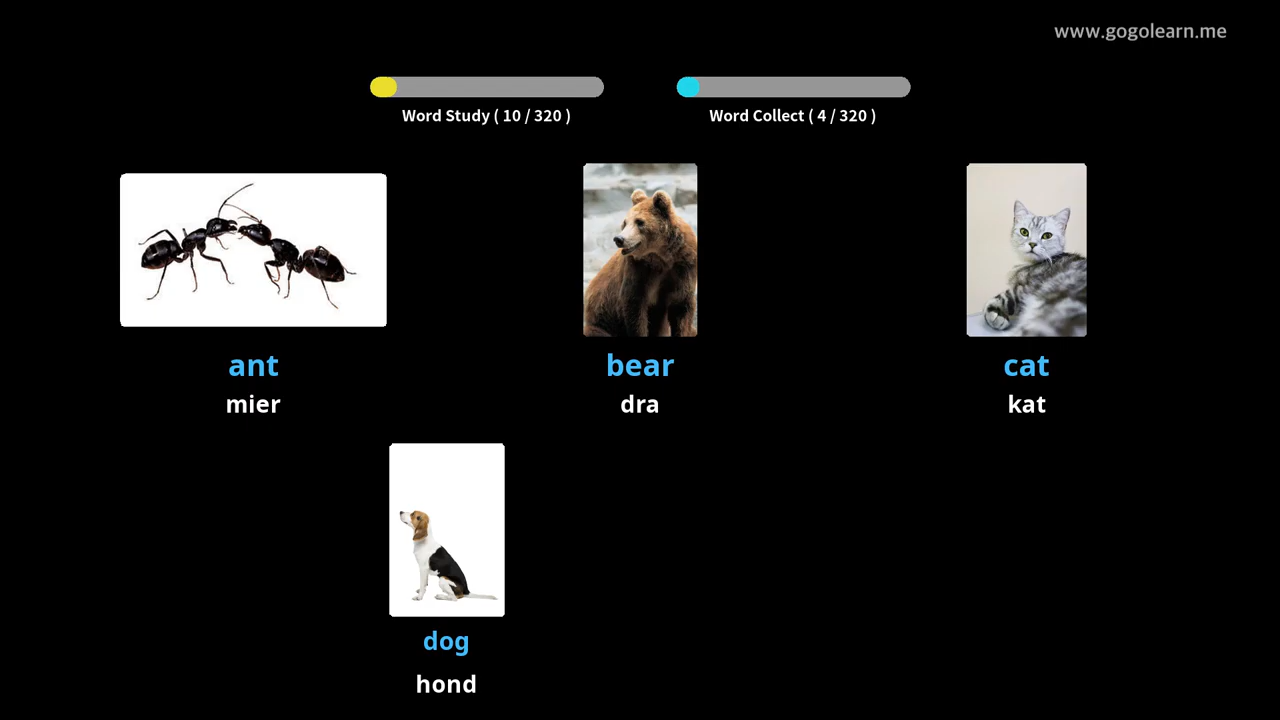 www.gogolearn.me
Word Study ( 10 / 320 )
Word Collect ( 4 / 320 )
ant
mier
bear
dra
cat
kat
dog
hond